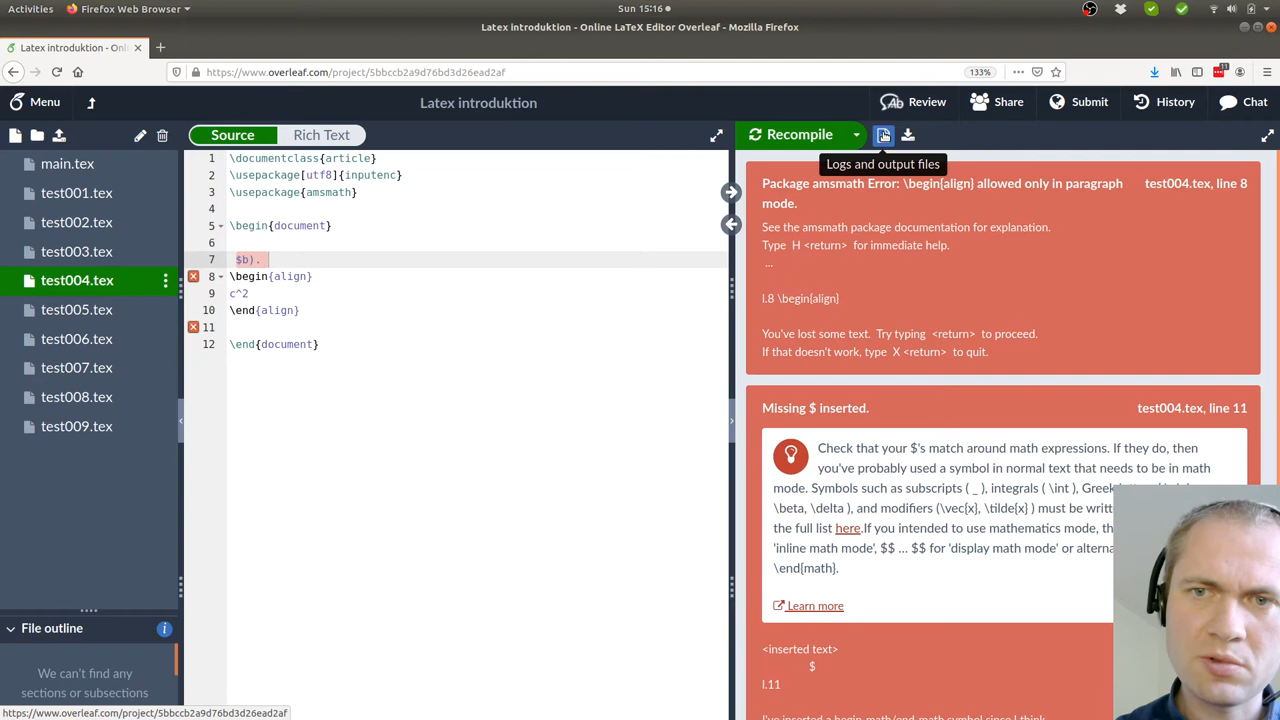 Activities
Firefox Web Browser
Sun 15:16
Latex introduktion - Online LaTeX Editor Overleaf - Mozilla Firefox
Latex introduktion - Onli
https://www.overleaf.com/project/5bbccb2a9d76bd3d26ead2af
133%
11
Menu
Latex introduktion
Review
Share
Submit
History
Chat
Source
Rich Text
Recompile
Logs and output files
main.tex
test001.tex
test002.tex
test003.tex
test004.tex
test005.tex
test006.tex
test007.tex
test008.tex
test009.tex
File outline
We can't find any
sections or subsections
1 \documentclass{article}
2 \usepackage[utf8]{inputenc}
3 \usepackage{amsmath}
4
5 \begin{document}
6
7 $b).
8 \begin{align}
9 c^2
10 \end{align}
11
12 \end{document}
Package amsmath Error: \begin{align} allowed only in paragraph
mode.
test004.tex, line 8
See the amsmath package documentation for explanation.
Type H <return> for immediate help.
...
l.8 \begin{align}
You've lost some text. Try typing <return> to proceed.
If that doesn't work, type X <return> to quit.
Missing $ inserted.
test004.tex, line 11
Check that your $'s match around math expressions. If they do, then
you've probably used a symbol in normal text that needs to be in math
mode. Symbols such as subscripts ( _ ), integrals ( \int ), Greek
\beta, \delta ), and modifiers (\vec{x}, \tilde{x} ) must be
the full list here.If you intended to use mathematics mode,
'inline math mode', $$ ... $$ for 'display math mode' or
\end{math}.
Learn more
<inserted text>
$
l.11
I've inserted a begin-math/end-math symbol since I think
https://www.overleaf.com/project/5bbccb2a9d76bd3d26ead2af